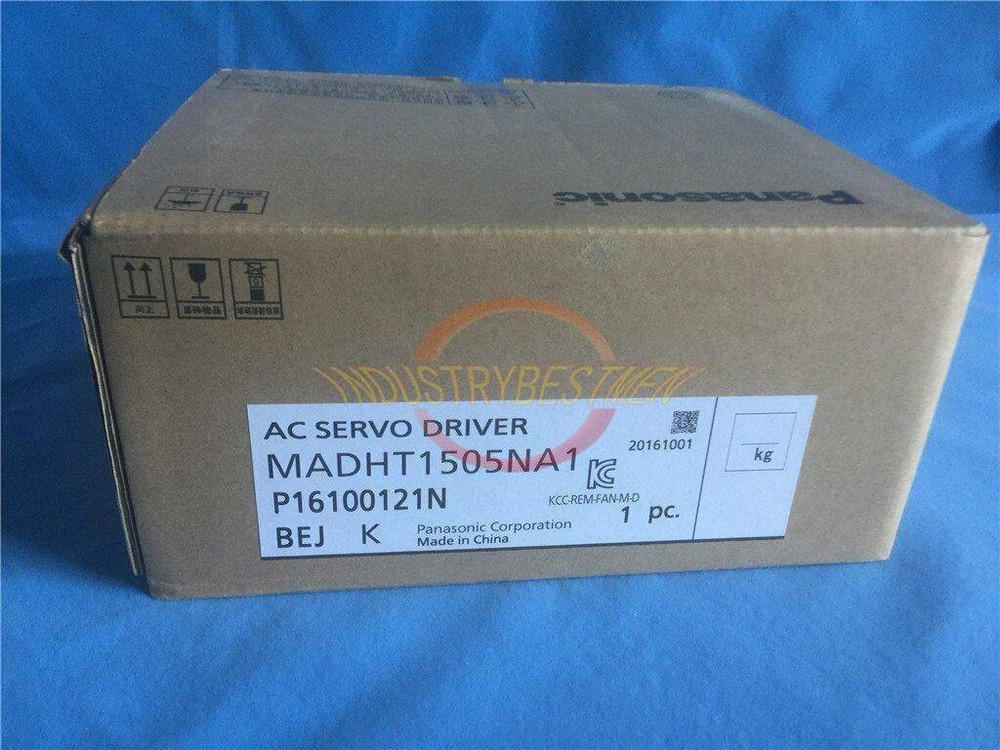 Panasonic
INDUSTRYBESTMEN
AC SERVO DRIVER
20161001
MADHT1505NA1
kg
P16100121N
KCC-REM-FAN-M-D
1 pc.
BEJ K
Panasonic Corporation
Made in China